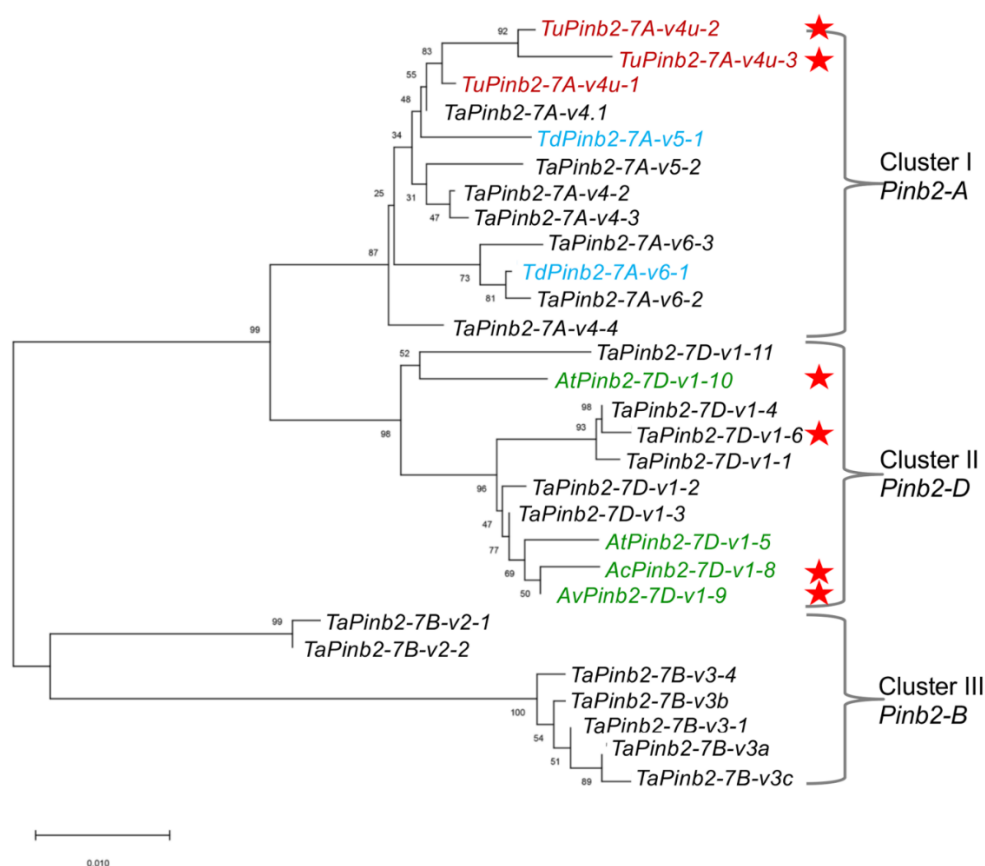 92
TuPinb2-7A-v4u-2
83
TuPinb2-7A-v4u-3
55
TuPinb2-7A-v4u-1
48
TaPinb2-7A-v4.1
34
TdPinb2-7A-v5-1
TaPinb2-7A-v5-2
Cluster I
Pinb2-A
25
31
TaPinb2-7A-v4-2
47
TaPinb2-7A-v4-3
87
TaPinb2-7A-v6-3
73
TdPinb2-7A-v6-1
81
TaPinb2-7A-v6-2
99
TaPinb2-7A-v4-4
52
TaPinb2-7D-v1-11
AtPinb2-7D-v1-10
98
98
TaPinb2-7D-v1-4
93
TaPinb2-7D-v1-6
TaPinb2-7D-v1-1
Cluster II
Pinb2-D
96
TaPinb2-7D-v1-2
47
TaPinb2-7D-v1-3
77
AtPinb2-7D-v1-5
69
AcPinb2-7D-v1-8
50
AvPinb2-7D-v1-9
99
TaPinb2-7B-v2-1
TaPinb2-7B-v2-2
TaPinb2-7B-v3-4
100
TaPinb2-7B-v3b
Cluster III
Pinb2-B
54
TaPinb2-7B-v3-1
51
TaPinb2-7B-v3a
89
TaPinb2-7B-v3c
0.010